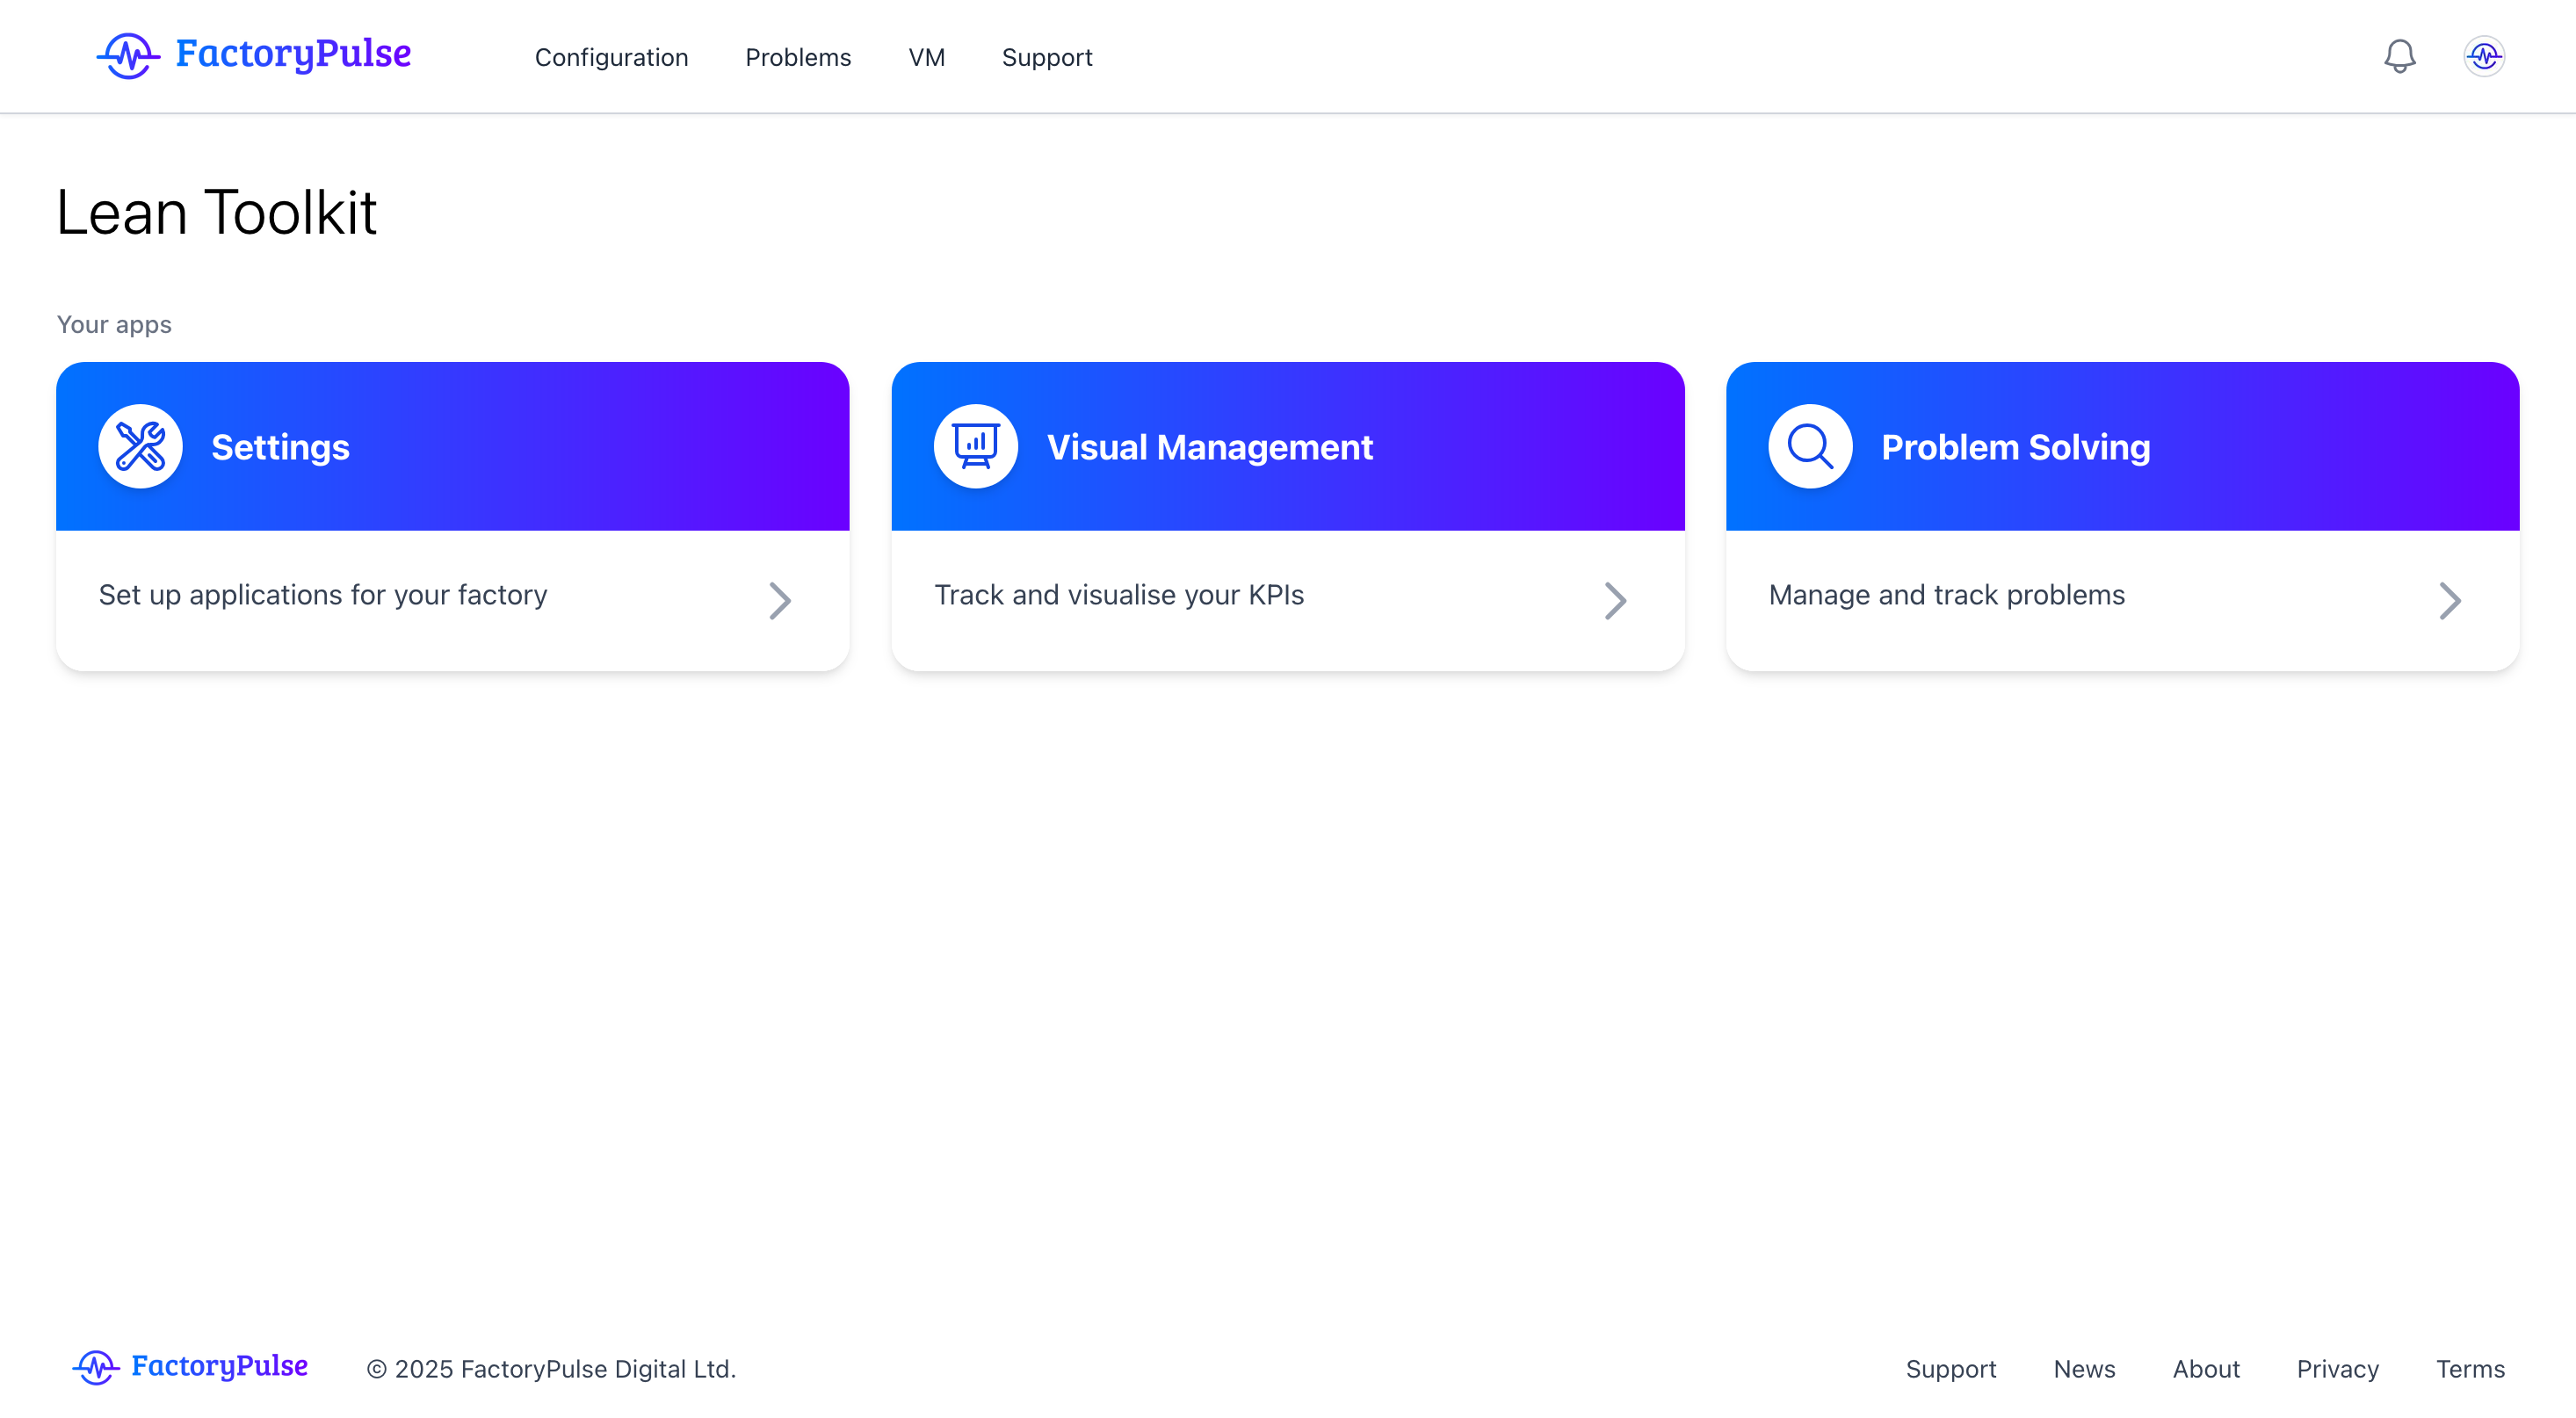 FactoryPulse
Configuration
Problems
VM
Support
Lean Toolkit
Your apps
Settings
Set up applications for your factory
Visual Management
Track and visualise your KPIs
Problem Solving
Manage and track problems
FactoryPulse
© 2025 FactoryPulse Digital Ltd.
Support
News
About
Privacy
Terms